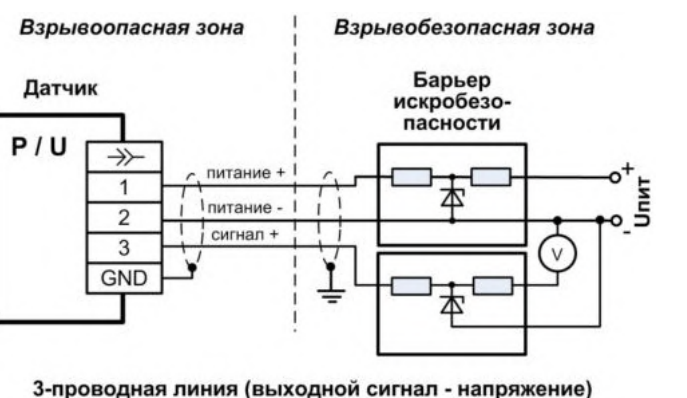 Взрывоопасная зона
Взрывобезопасная зона
Датчик
Барьер
искробезо-
пасности
P / U
1
2
3
GND
питание +
питание -
сигнал +
+
-
Uпит
V
3-проводная линия (выходной сигнал - напряжение)